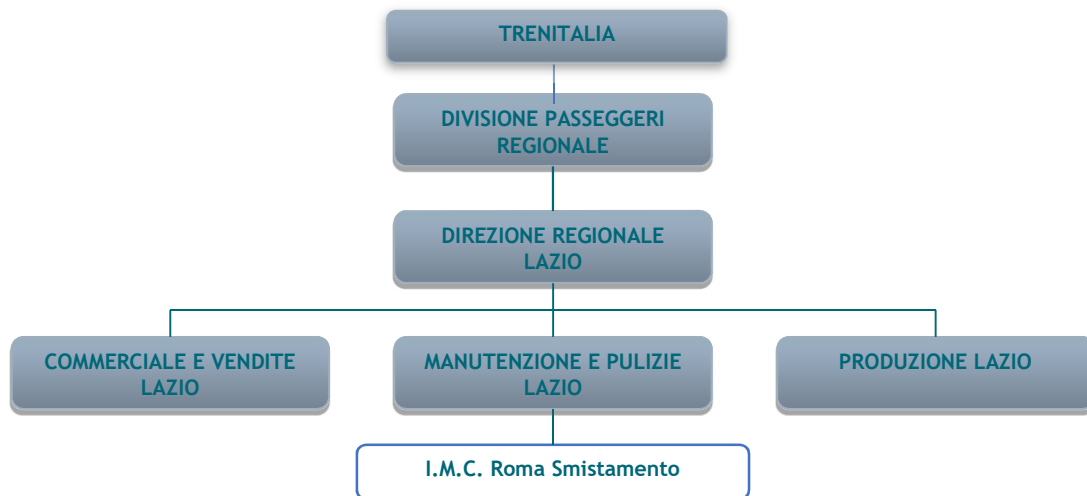 TRENITALIA
DIVISIONE PASSEGGERI
REGIONALE
DIREZIONE REGIONALE
LAZIO
COMMERCIALE E VENDITE
LAZIO
MANUTENZIONE E PULIZIE
LAZIO
PRODUZIONE LAZIO
I.M.C. Roma Smistamento